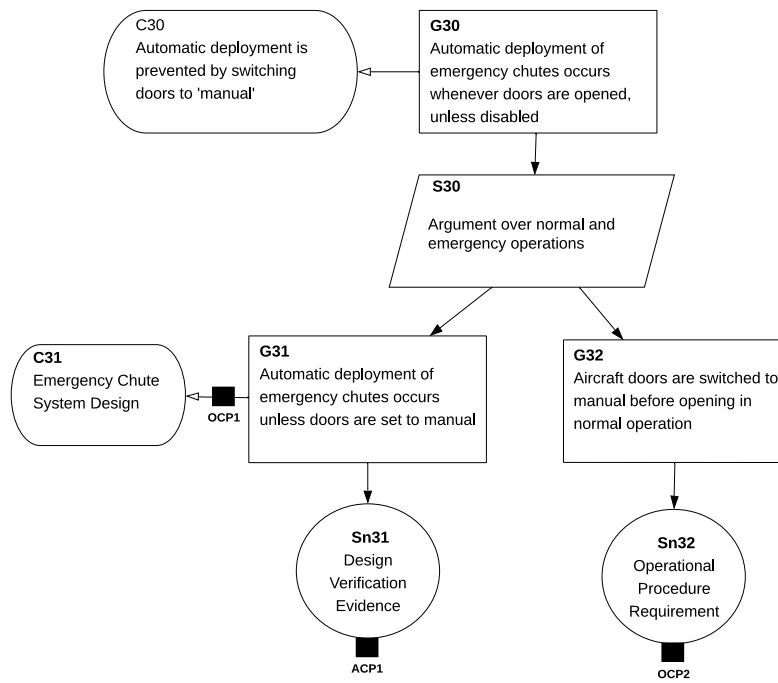 C30
Automatic deployment is
prevented by switching
doors to 'manual'
G30
Automatic deployment of
emergency chutes occurs
whenever doors are opened,
unless disabled
S30
Argument over normal and
emergency operations
C31
Emergency Chute
System Design
OCP1
G31
Automatic deployment of
emergency chutes occurs
unless doors are set to manual
G32
Aircraft doors are switched to
manual before opening in
normal operation
Sn31
Design
Verification
Evidence
ACP1
Sn32
Operational
Procedure
Requirement
OCP2